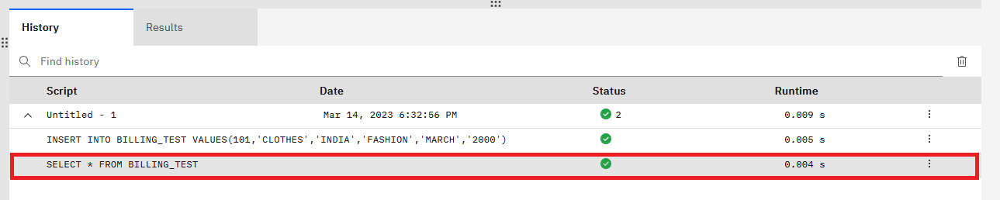 History Results
Find history
Script Date Status Runtime
Untitled - 1 Mar 14, 2023 6:32:56 PM 2 0.009 s
INSERT INTO BILLING_TEST VALUES(101,'CLOTHES','INDIA','FASHION','MARCH','2000') 0.005 s
SELECT * FROM BILLING_TEST 0.004 s